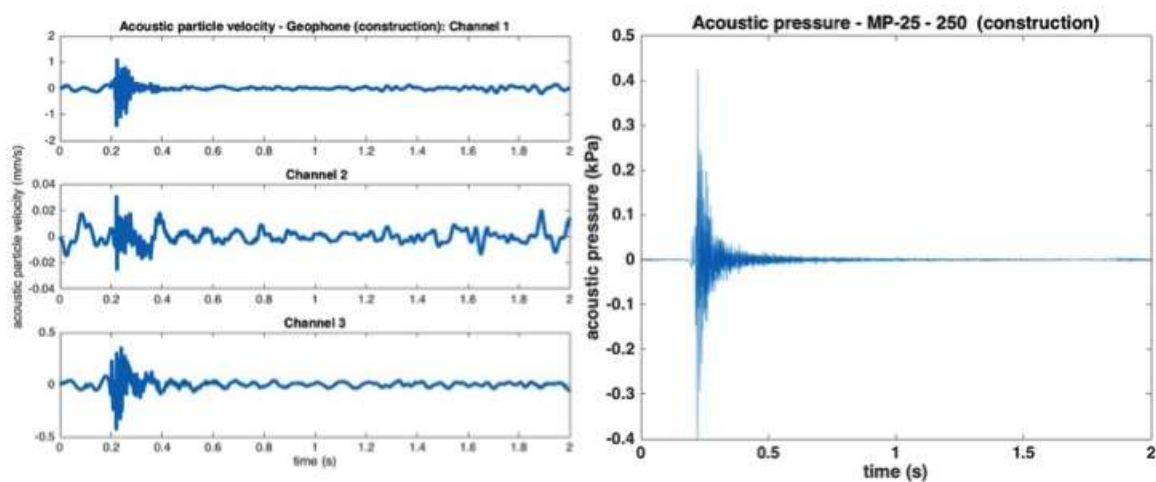 Acoustic particle velocity - Geophone (construction): Channel 1
2
1
0
-1
-2
0 0.2 0.4 0.6 0.8 1 1.2 1.4 1.6 1.8 2
Channel 2
0.04
0.02
0
-0.02
-0.04
0 0.2 0.4 0.6 0.8 1 1.2 1.4 1.6 1.8 2
acoustic particle velocity (mm/s)
Channel 3
0.5
0
-0.5
0 0.2 0.4 0.6 0.8 1 1.2 1.4 1.6 1.8 2
time (s)
Acoustic pressure - MP-25 - 250 (construction)
0.5
0.4
0.3
0.2
0.1
0
-0.1
-0.2
-0.3
-0.4
acoustic pressure (kPa)
0 0.5 1 1.5 2
time (s)